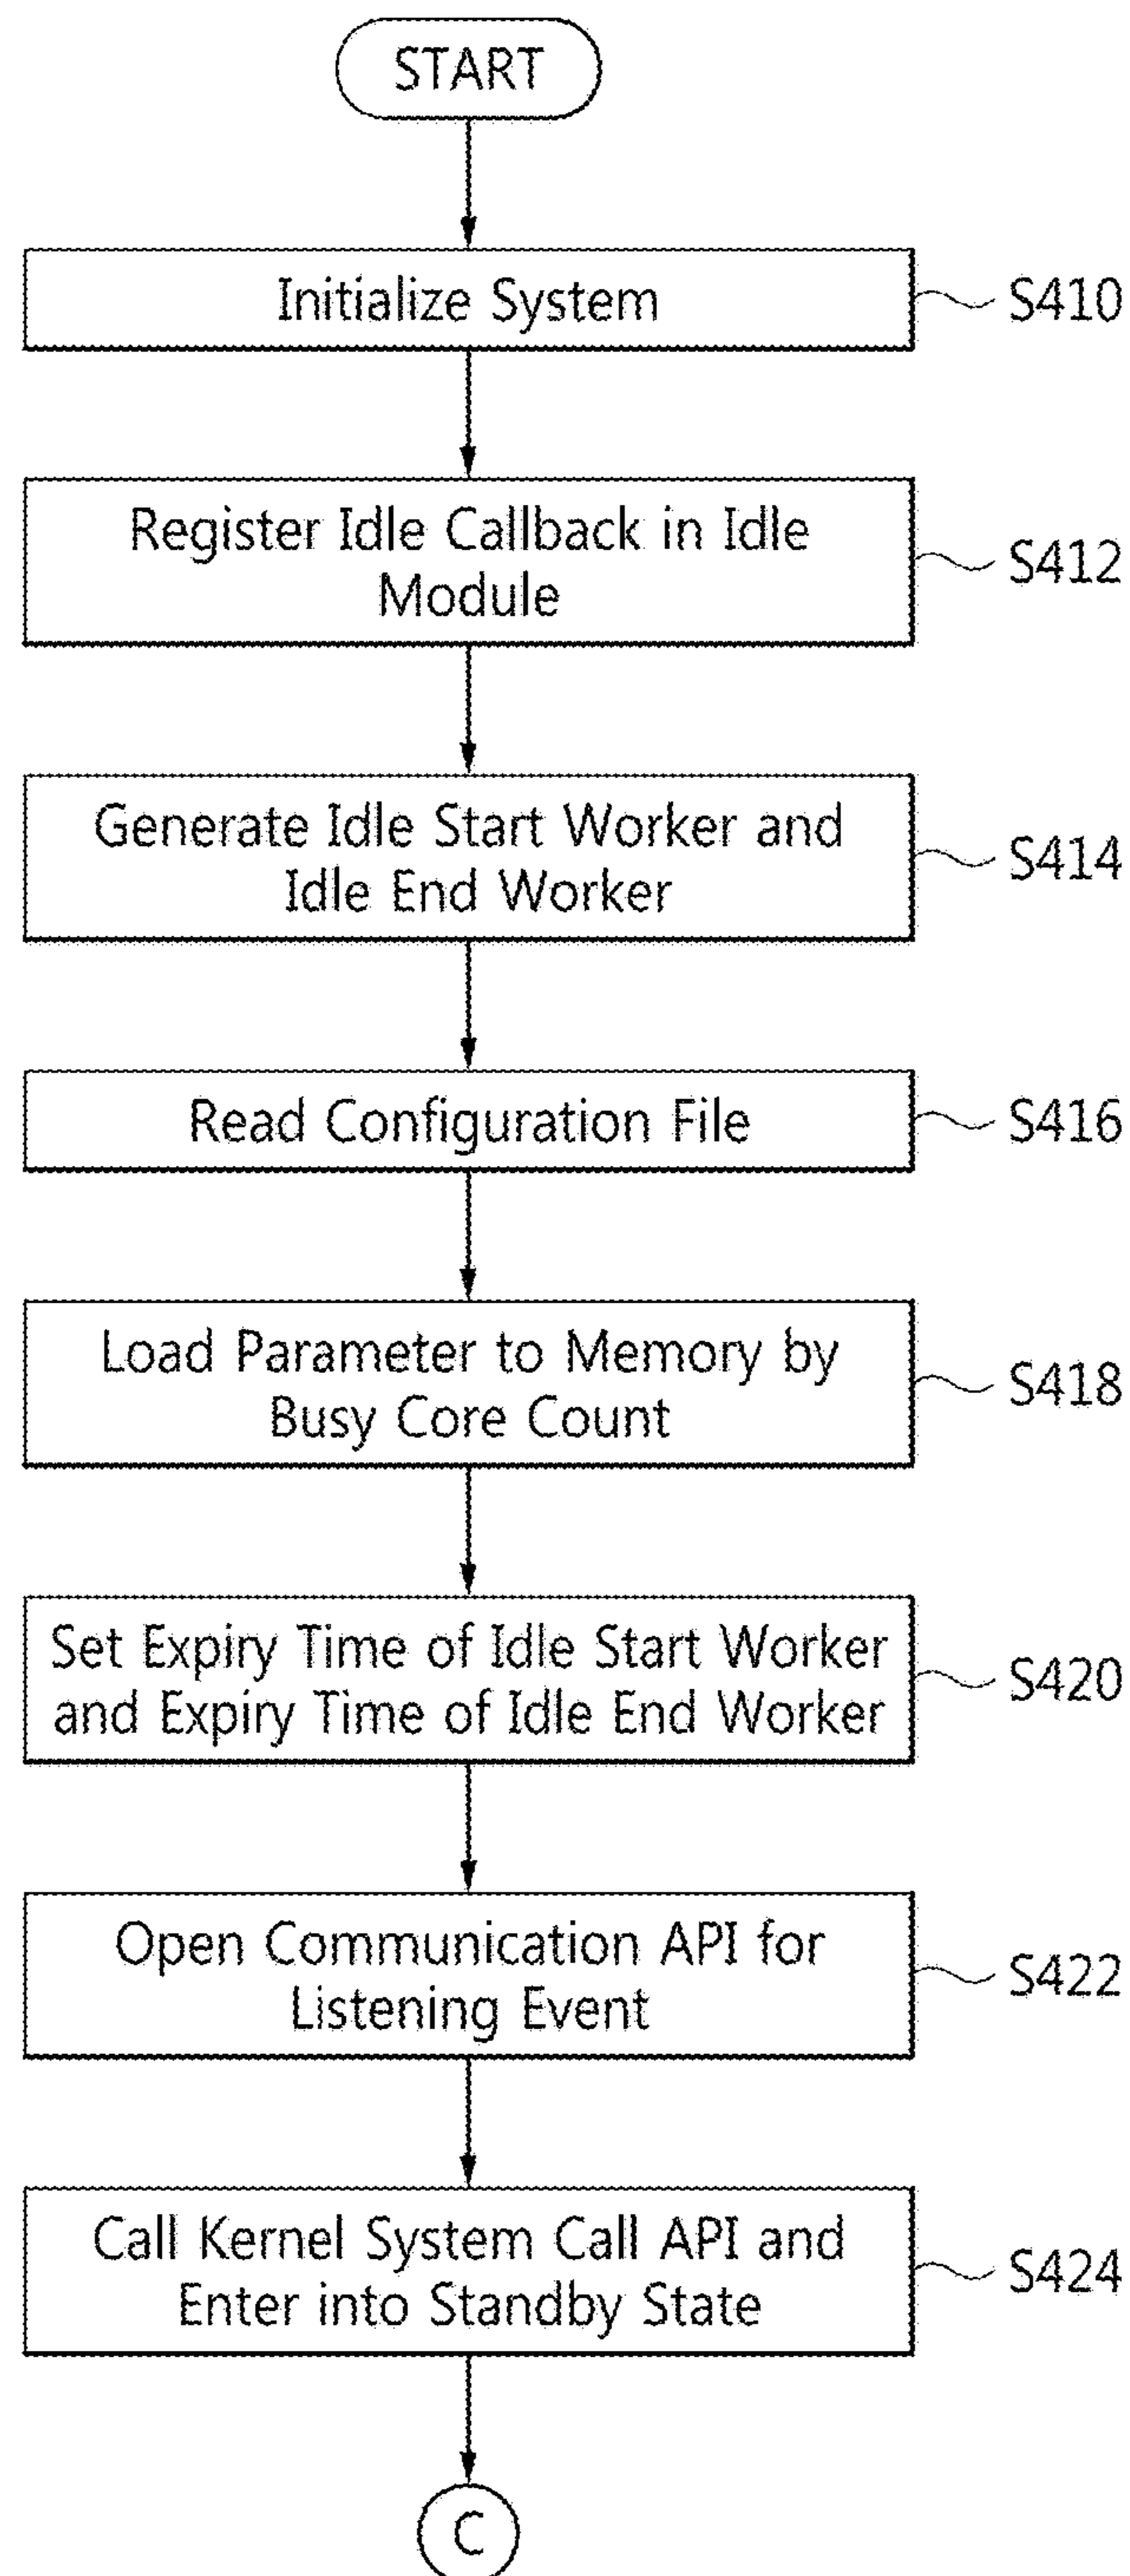 START
Initialize System
S410
Register Idle Callback in Idle
Module
S412
Generate Idle Start Worker and
Idle End Worker
S414
Read Configuration File
S416
Load Parameter to Memory by
Busy Core Count
S418
Set Expiry Time of Idle Start Worker
and Expiry Time of Idle End Worker
S420
Open Communication API for
Listening Event
S422
Call Kernel System Call API and
Enter into Standby State
S424
C